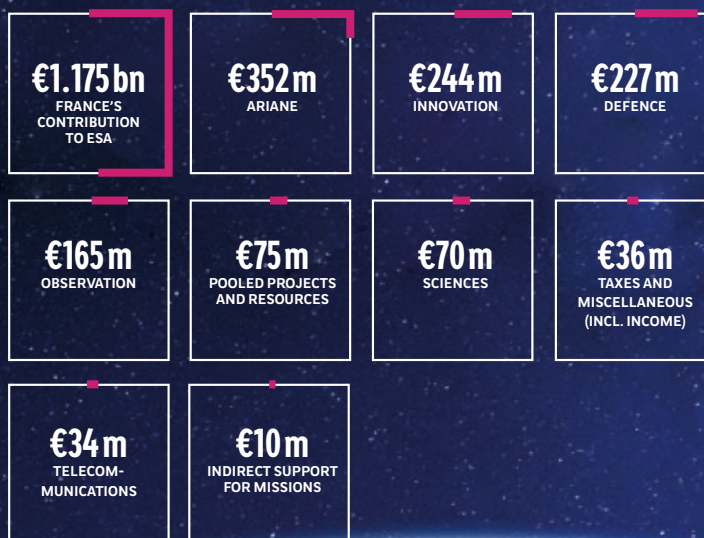 €1.175 bn
FRANCE'S
CONTRIBUTION
TO ESA
€352 m
ARIANE
€244 m
INNOVATION
€227 m
DEFENCE
€165 m
OBSERVATION
€75 m
POOLED PROJECTS
AND RESOURCES
€70 m
SCIENCES
€36 m
TAXES AND
MISCELLANEOUS
(INCL. INCOME)
€34 m
TELECOM-
MUNICATIONS
€10 m
INDIRECT SUPPORT
FOR MISSIONS